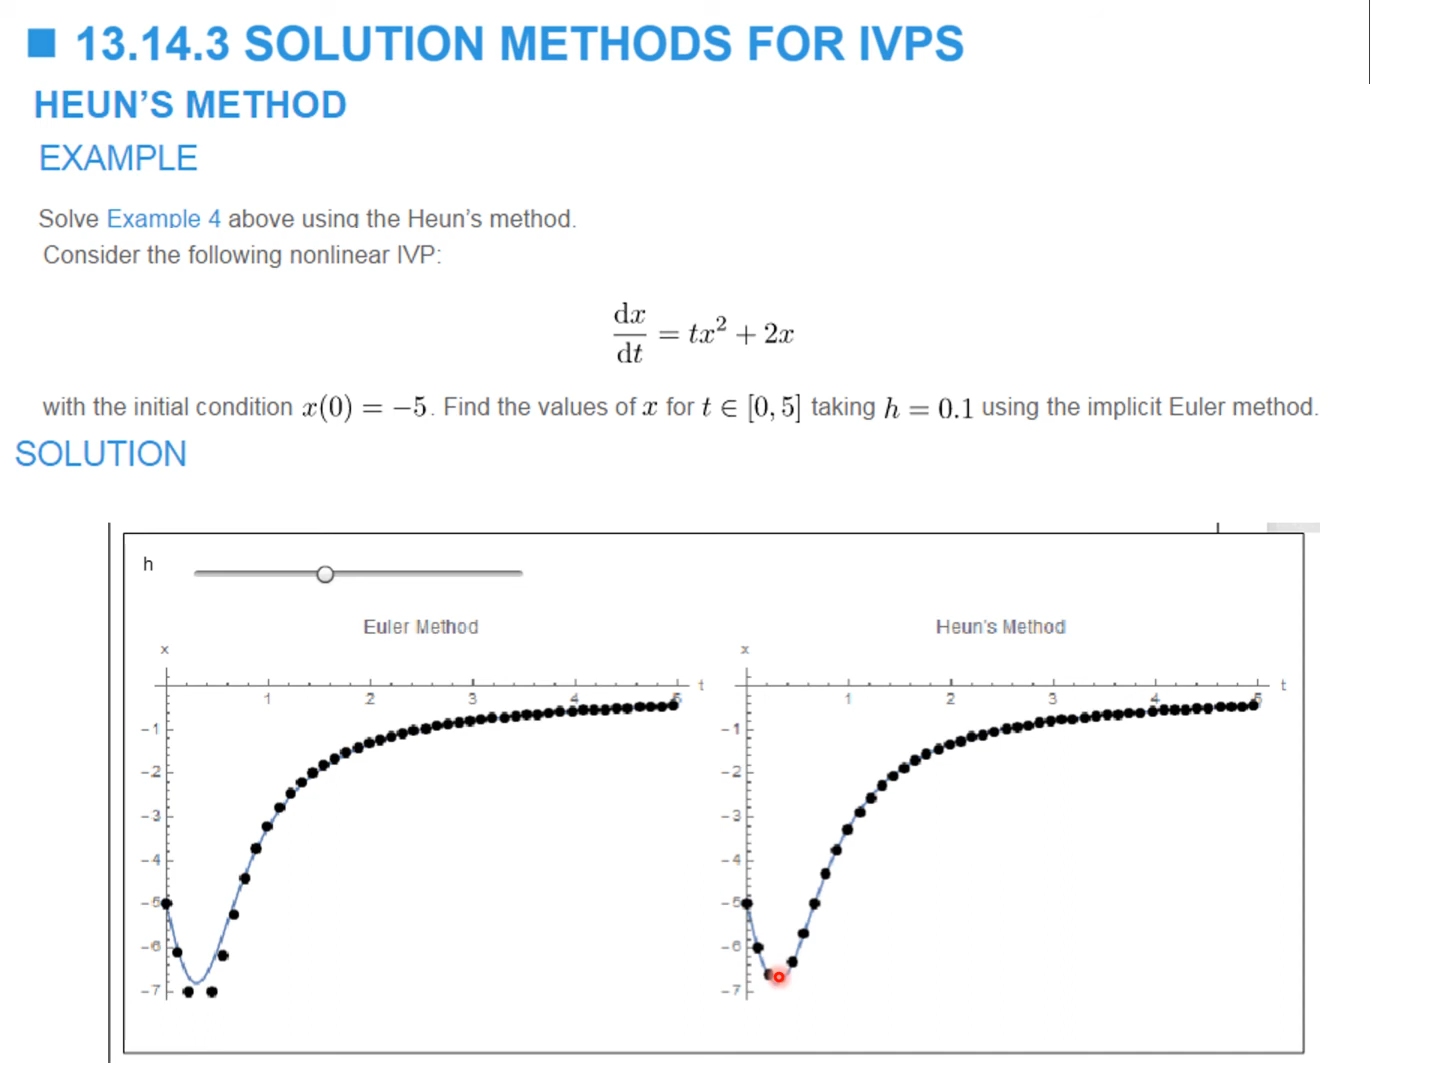 13.14.3 SOLUTION METHODS FOR IVPS
HEUN'S METHOD
EXAMPLE
Solve Example 4 above using the Heun's method.
Consider the following nonlinear IVP:
dx/dt = tx² + 2x
with the initial condition x(0) = −5. Find the values of x for t ∈ [0, 5] taking h = 0.1 using the implicit Euler method.
SOLUTION
h
Euler Method
x
1 2 3 4 5 t
-1
-2
-3
-4
-5
-6
-7
Heun's Method
x
1 2 3 4 5 t
-1
-2
-3
-4
-5
-6
-7